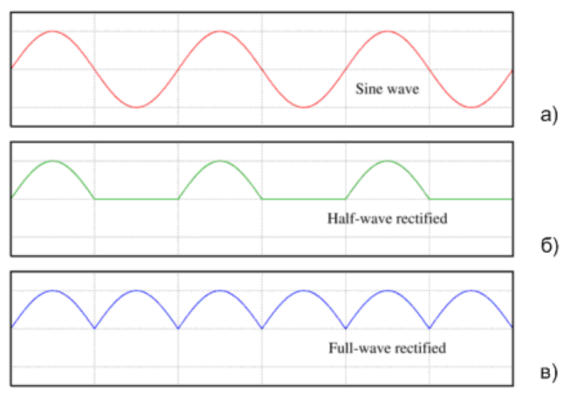 Sine wave
а)
Half-wave rectified
б)
Full-wave rectified
в)